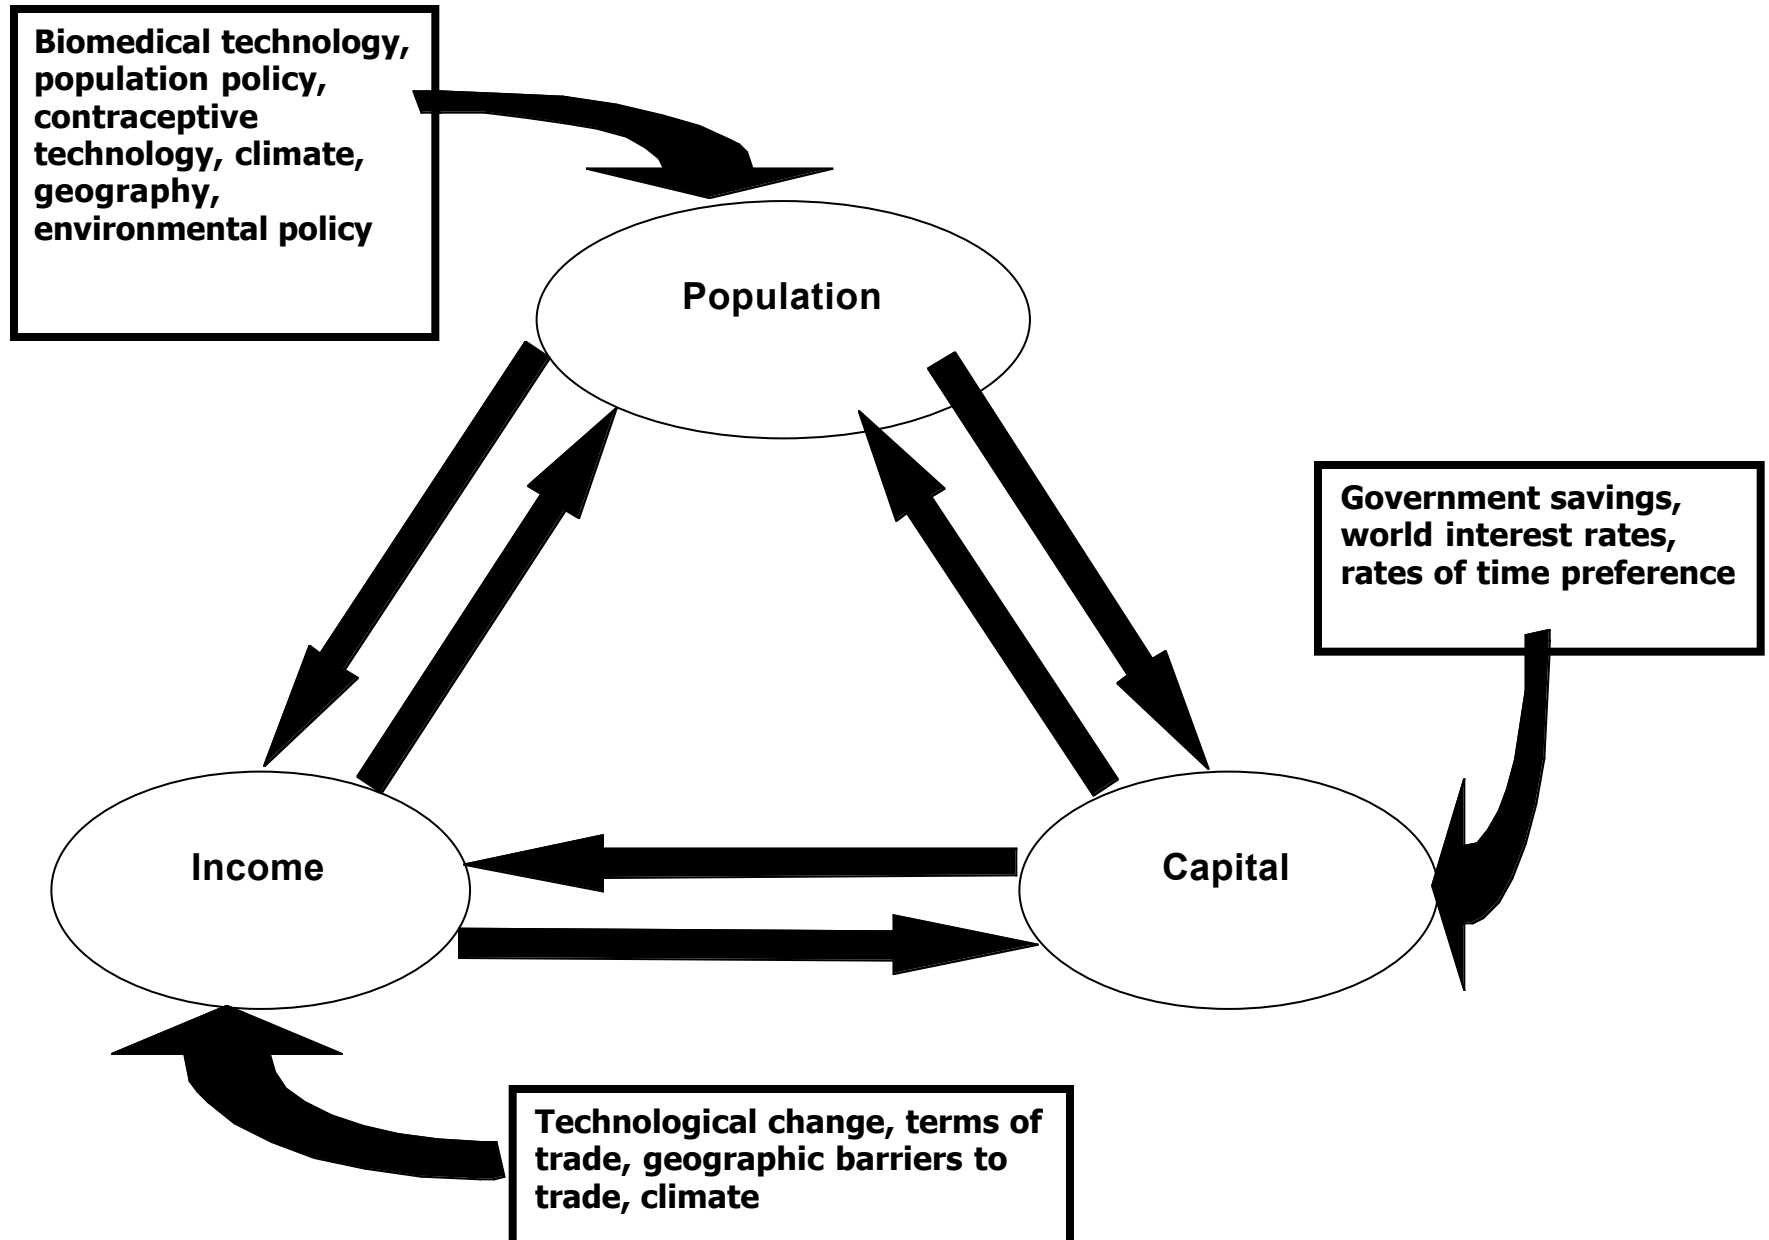 Biomedical technology,
population policy,
contraceptive
technology, climate,
geography,
environmental policy
Population
Government savings,
world interest rates,
rates of time preference
Income
Capital
Technological change, terms of
trade, geographic barriers to
trade, climate